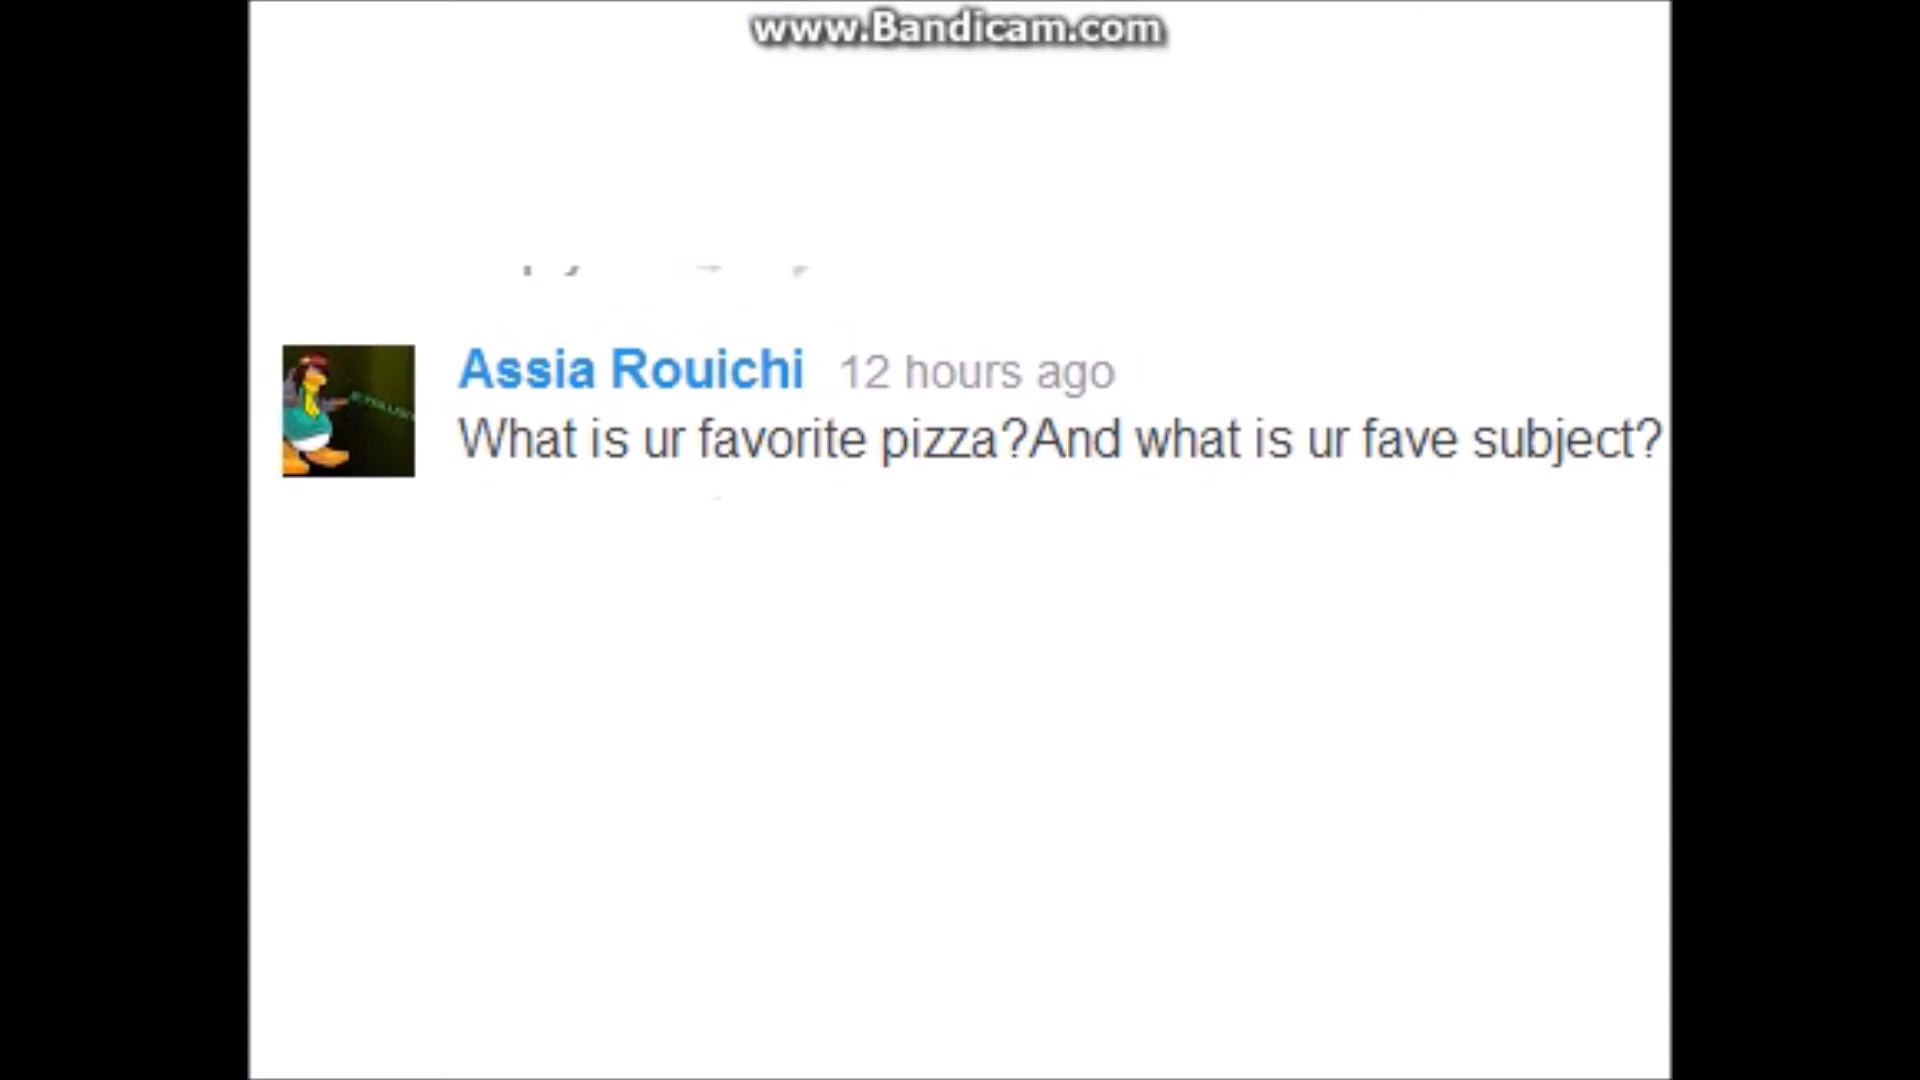 www.Bandicam.com
Assia Rouichi 12 hours ago
What is ur favorite pizza?And what is ur fave subject?